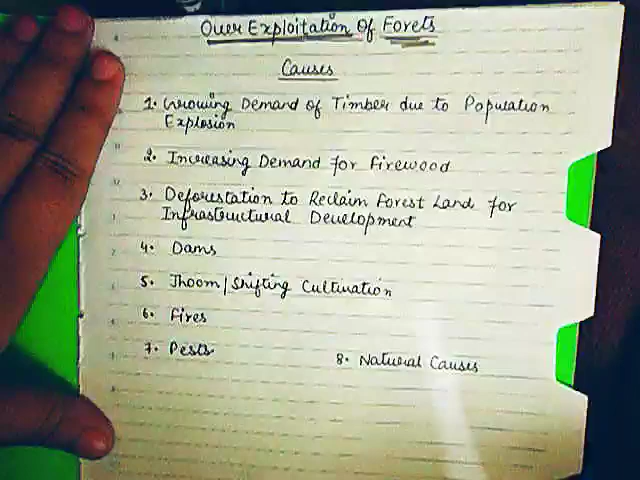 Over Exploitation Of Forets
Causes
1. Growing Demand of Timber due to Population
Explosion
2. Increasing Demand for Firewood
3. Deforestation to Reclaim Forest Land for
Infrastructural Development
4. Dams
5. Jhoom/Shifting Cultivation
6. Fires
7. Pests
8. Natural Causes